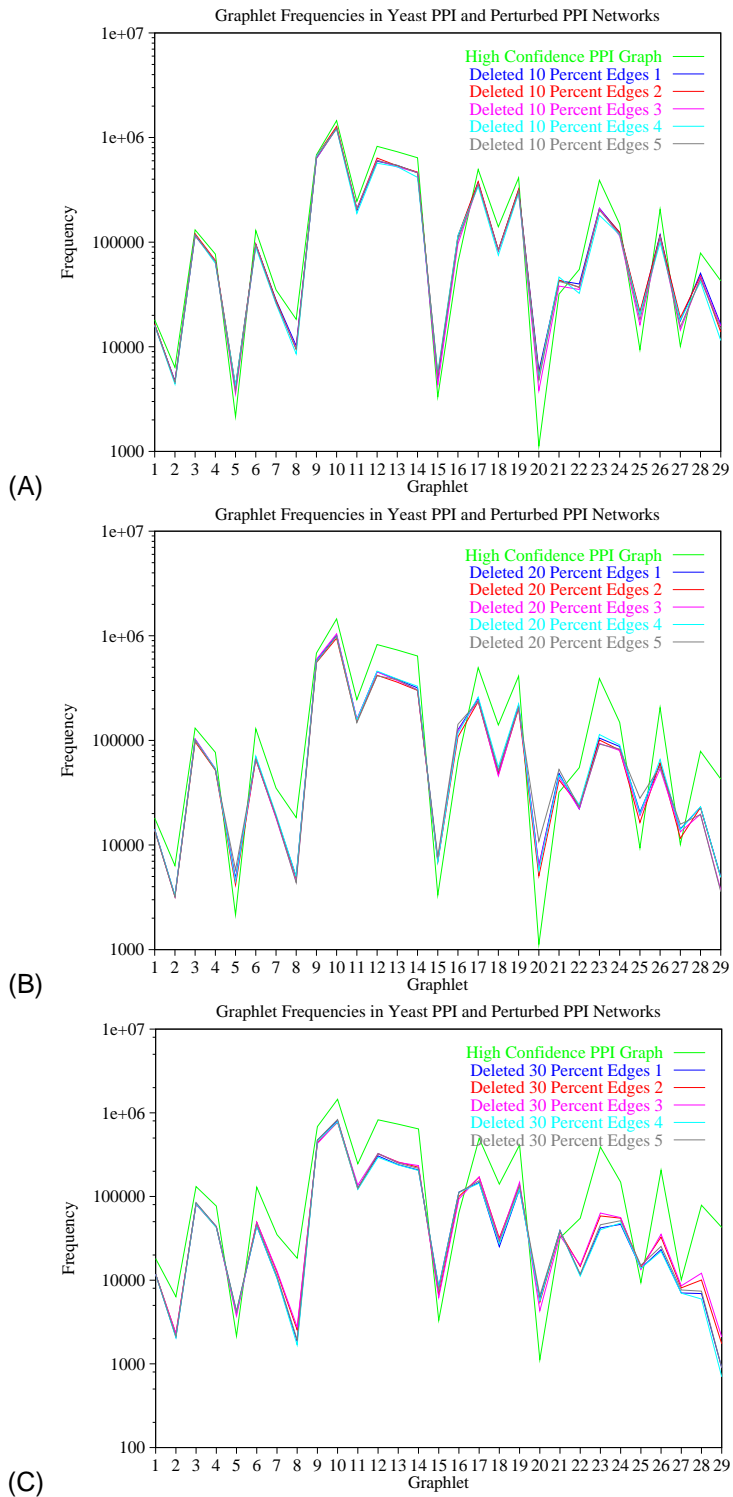 Graphlet Frequencies in Yeast PPI and Perturbed PPI Networks
1e+07
1e+06
100000
10000
1000
Frequency
High Confidence PPI Graph
Deleted 10 Percent Edges 1
Deleted 10 Percent Edges 2
Deleted 10 Percent Edges 3
Deleted 10 Percent Edges 4
Deleted 10 Percent Edges 5
1 2 3 4 5 6 7 8 9 10 11 12 13 14 15 16 17 18 19 20 21 22 23 24 25 26 27 28 29
Graphlet
(A)
Graphlet Frequencies in Yeast PPI and Perturbed PPI Networks
1e+07
1e+06
100000
10000
1000
Frequency
High Confidence PPI Graph
Deleted 20 Percent Edges 1
Deleted 20 Percent Edges 2
Deleted 20 Percent Edges 3
Deleted 20 Percent Edges 4
Deleted 20 Percent Edges 5
1 2 3 4 5 6 7 8 9 10 11 12 13 14 15 16 17 18 19 20 21 22 23 24 25 26 27 28 29
Graphlet
(B)
Graphlet Frequencies in Yeast PPI and Perturbed PPI Networks
1e+07
1e+06
100000
10000
1000
100
Frequency
High Confidence PPI Graph
Deleted 30 Percent Edges 1
Deleted 30 Percent Edges 2
Deleted 30 Percent Edges 3
Deleted 30 Percent Edges 4
Deleted 30 Percent Edges 5
1 2 3 4 5 6 7 8 9 10 11 12 13 14 15 16 17 18 19 20 21 22 23 24 25 26 27 28 29
Graphlet
(C)